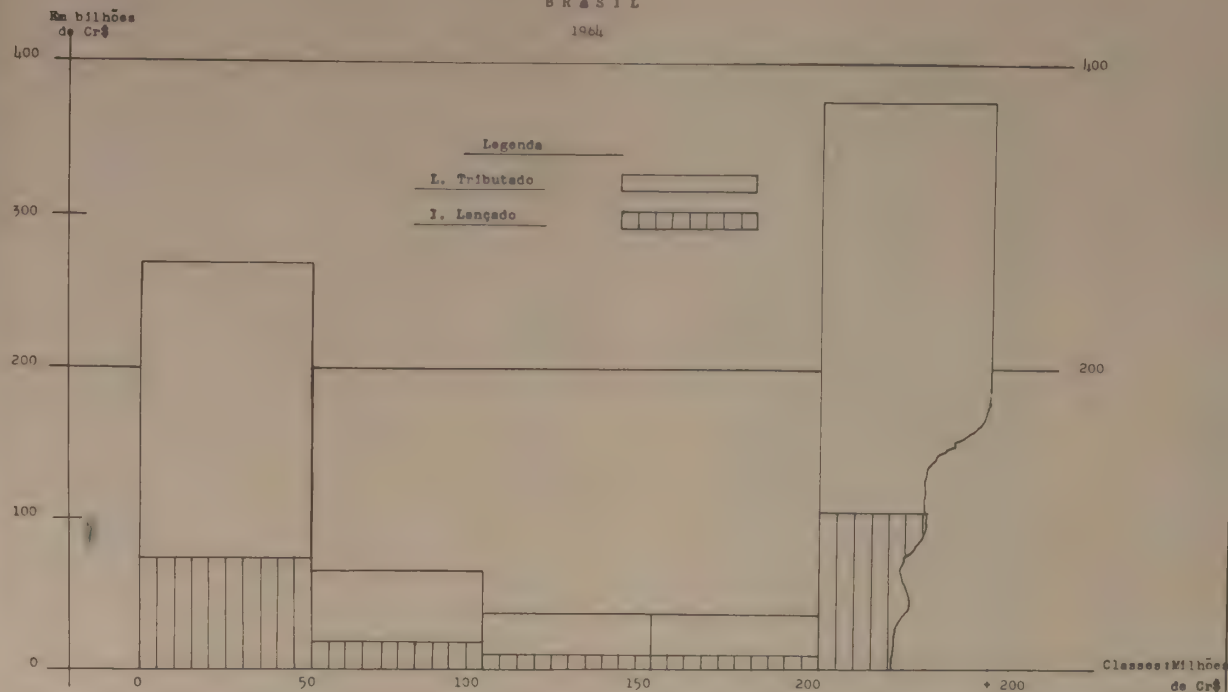 B R A S I L
1964
Em bilhões
de Cr$
400
400
Legenda
L. Tributado
I. Lançado
300
200
200
100
0
0
50
100
150
200
+ 200
Classes:Milhões
de Cr$